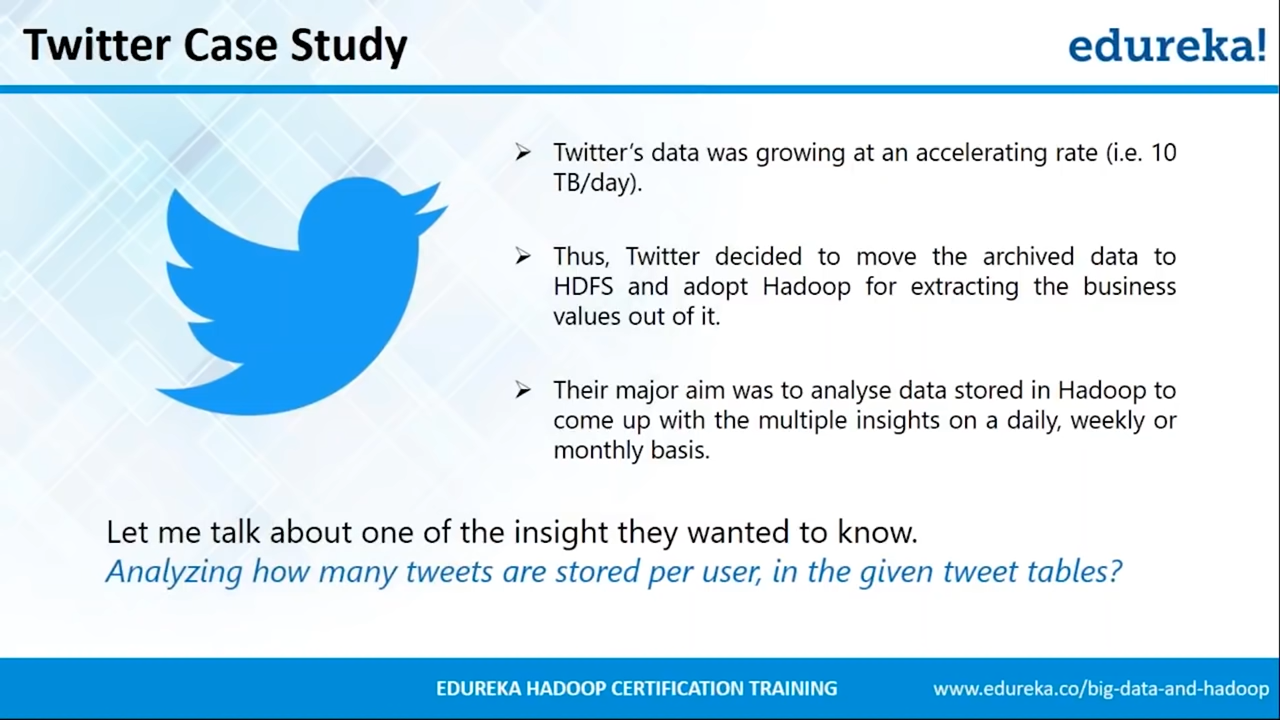 Twitter Case Study
edureka!
➢ Twitter's data was growing at an accelerating rate (i.e. 10
TB/day).
➢ Thus, Twitter decided to move the archived data to
HDFS and adopt Hadoop for extracting the business
values out of it.
➢ Their major aim was to analyse data stored in Hadoop to
come up with the multiple insights on a daily, weekly or
monthly basis.
Let me talk about one of the insight they wanted to know.
Analyzing how many tweets are stored per user, in the given tweet tables?
EDUREKA HADOOP CERTIFICATION TRAINING
www.edureka.co/big-data-and-hadoop